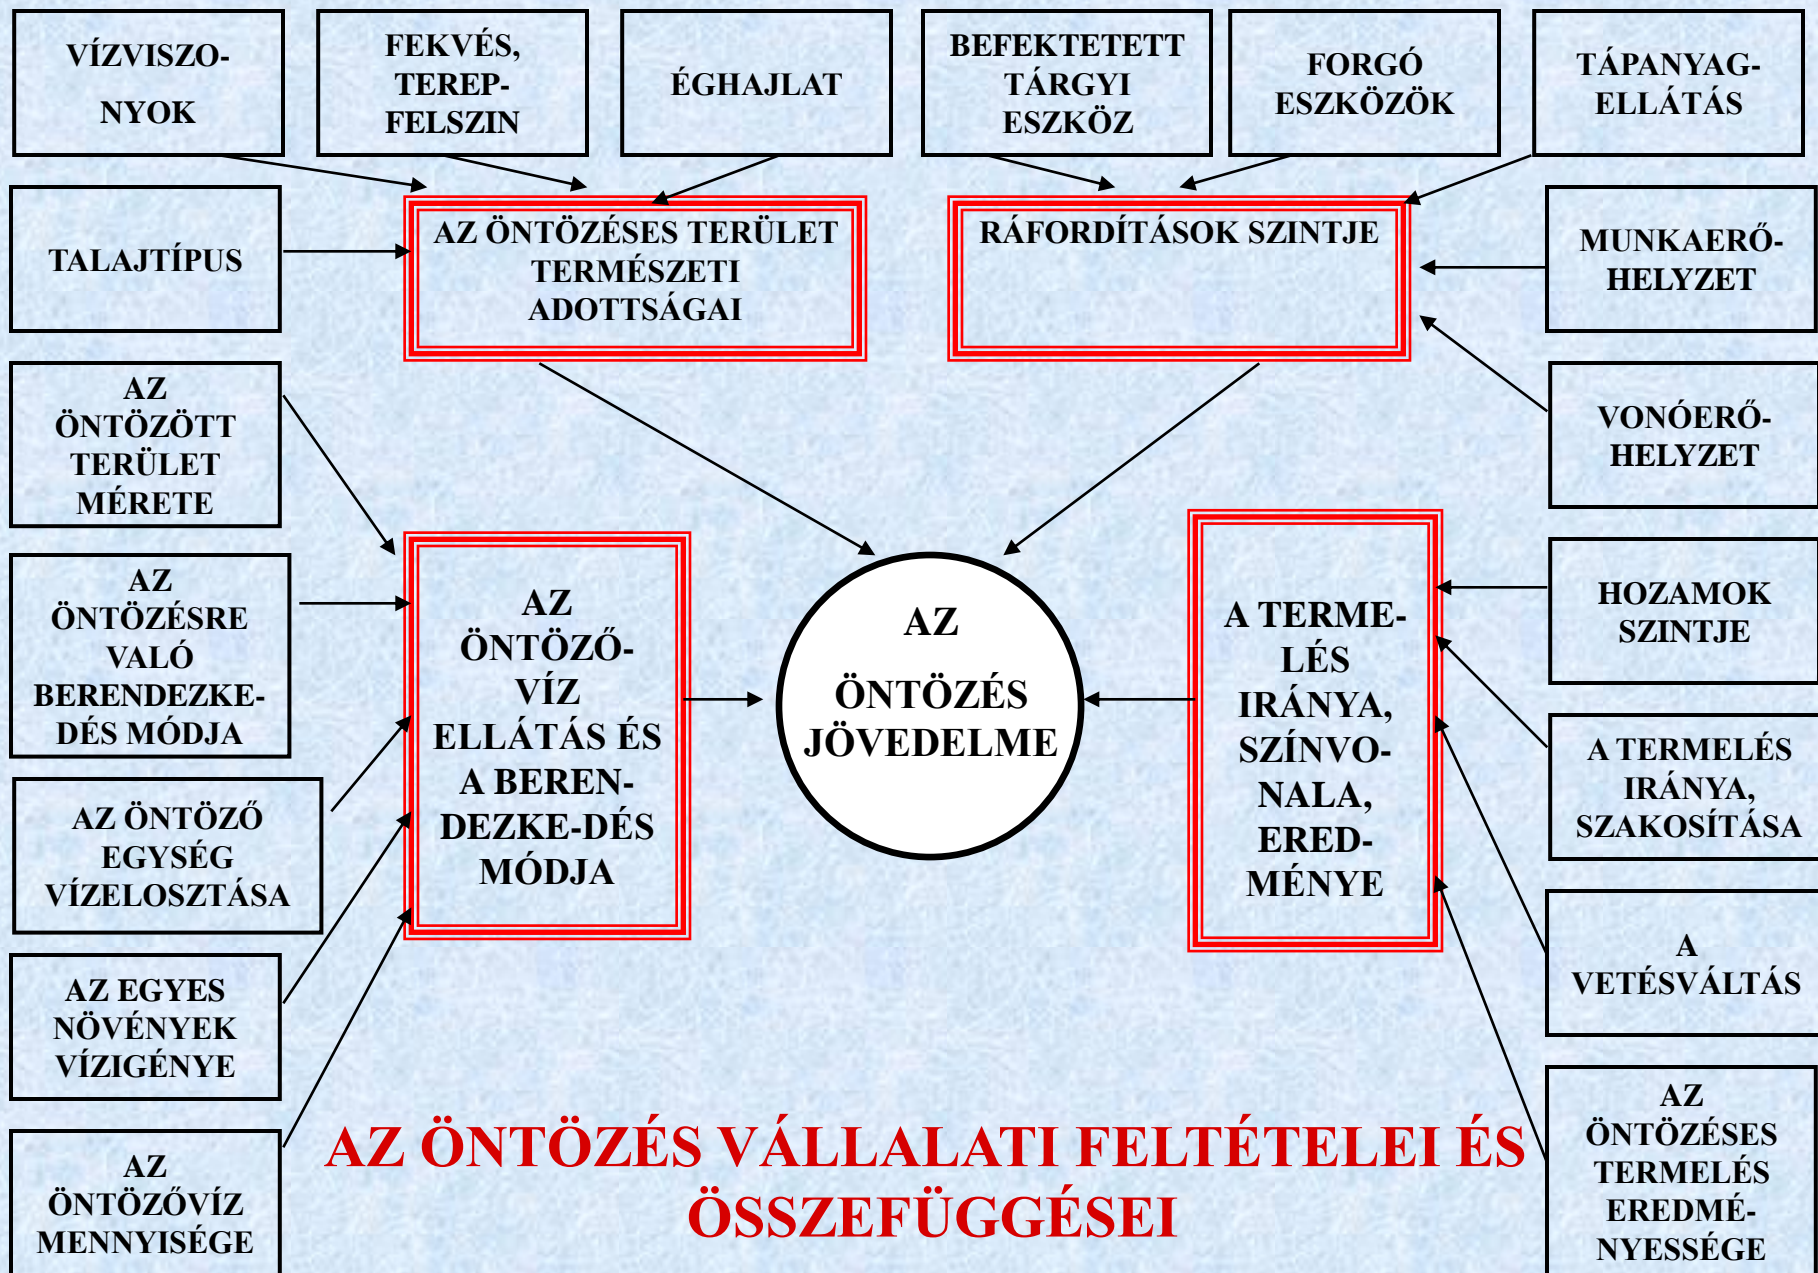 VÍZVISZO-
NYOK
FEKVÉS,
TEREP-
FELSZIN
ÉGHAJLAT
BEFEKTETETT
TÁRGYI
ESZKÖZ
FORGÓ
ESZKÖZÖK
TÁPANYAG-
ELLÁTÁS
TALAJTÍPUS
AZ ÖNTÖZÉSES TERÜLET
TERMÉSZETI
ADOTTSÁGAI
RÁFORDÍTÁSOK SZINTJE
MUNKAERŐ-
HELYZET
AZ
ÖNTÖZÖTT
TERÜLET
MÉRETE
VONÓERŐ-
HELYZET
AZ
ÖNTÖZÉSRE
VALÓ
BERENDEZKE-
DÉS MÓDJA
AZ
ÖNTÖZŐ-
VÍZ
ELLÁTÁS ÉS
A BEREN-
DEZKE-DÉS
MÓDJA
AZ
ÖNTÖZÉS
JÖVEDELME
A TERME-
LÉS
IRÁNYA,
SZÍNVO-
NALA,
ERED-
MÉNYE
HOZAMOK
SZINTJE
A TERMELÉS
IRÁNYA,
SZAKOSÍTÁSA
AZ ÖNTÖZŐ
EGYSÉG
VÍZELOSZTÁSA
A
VETÉSVÁLTÁS
AZ EGYES
NÖVÉNYEK
VÍZIGÉNYE
AZ
ÖNTÖZŐVÍZ
MENNYISÉGE
AZ ÖNTÖZÉS VÁLLALATI FELTÉTELEI ÉS
ÖSSZEFÜGGÉSEI
AZ
ÖNTÖZÉSES
TERMELÉS
EREDMÉ-
NYESSÉGE